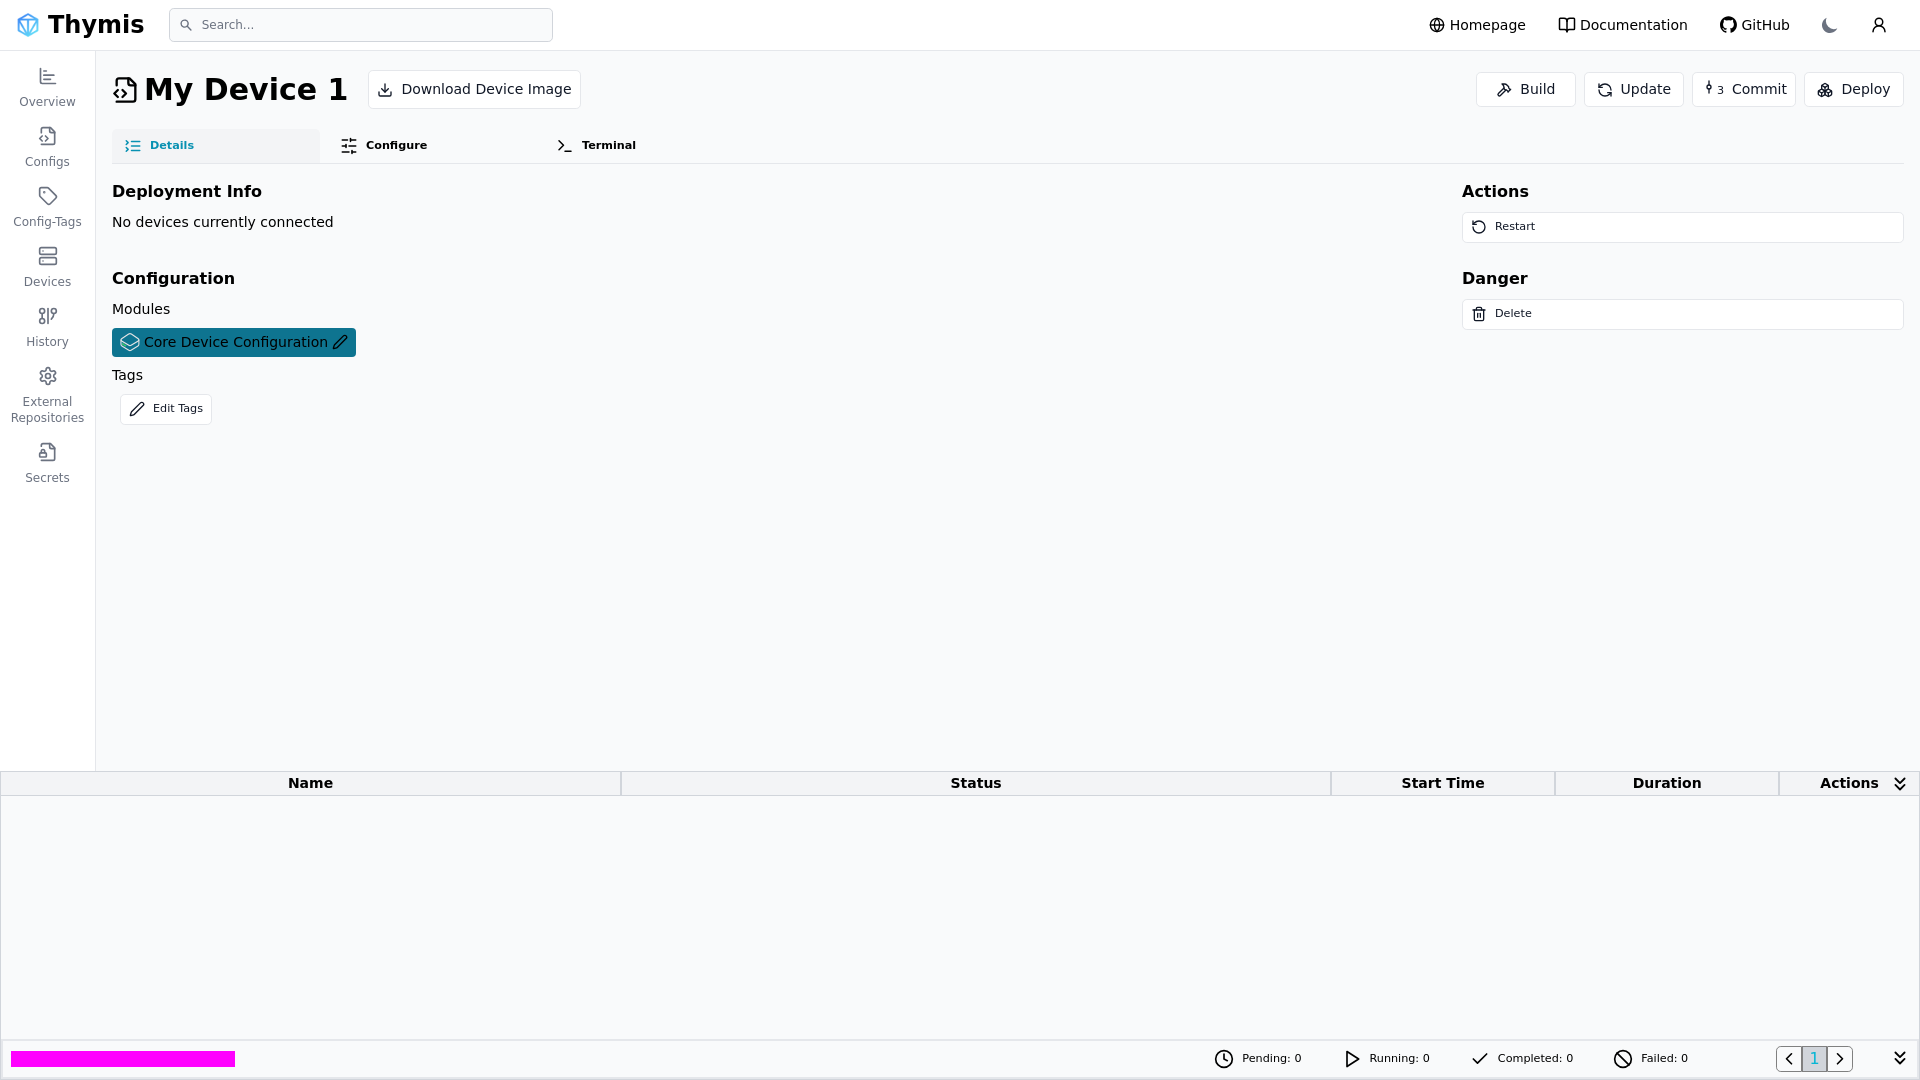 Thymis
Search...
Homepage
Documentation
GitHub
Overview
Configs
Config-Tags
Devices
History
External
Repositories
Secrets
My Device 1
Download Device Image
Build
Update
3 Commit
Deploy
Details
Configure
Terminal
Deployment Info
No devices currently connected
Configuration
Modules
Core Device Configuration
Tags
Edit Tags
Actions
Restart
Danger
Delete
Name
Status
Start Time
Duration
Actions
Pending: 0
Running: 0
Completed: 0
Failed: 0
1